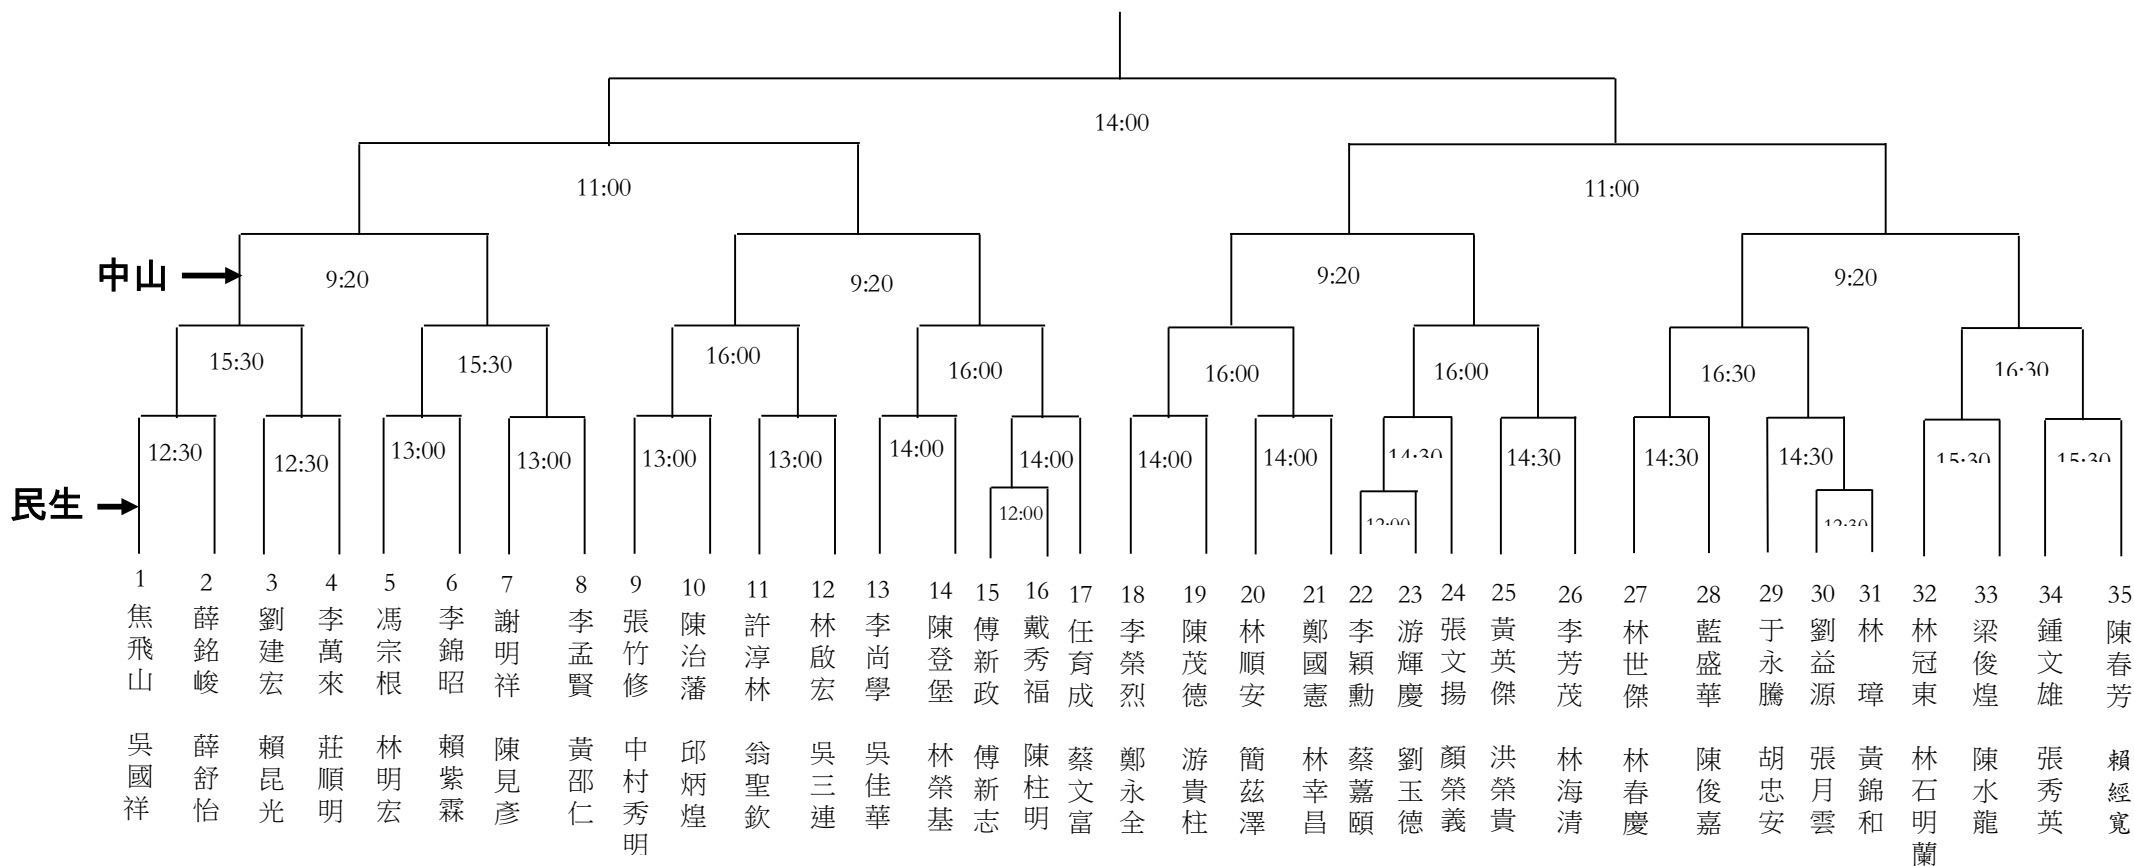 14:00
11:00
11:00
中山
9:20
9:20
9:20
9:20
15:30
15:30
16:00
16:00
16:00
16:00
16:30
16:30
12:30
12:30
13:00
13:00
13:00
13:00
14:00
14:00
14:00
14:00
14:30
14:30
14:30
14:30
15:30
15:30
民生
12:00
12:00
12:30
1 焦飛山 吳國祥
2 薛銘峻 薛舒怡
3 劉建宏 賴昆光
4 李萬來 莊順明
5 馮宗根 林明宏
6 李錦昭 賴紫霖
7 謝明祥 陳見彥
8 李孟賢 黃邵仁
9 張竹修 中村秀明
10 陳治藩 邱炳煌
11 許淳林 翁聖欽
12 林啟宏 吳三連
13 李尚學 吳佳華
14 陳登堡 林榮基
15 傅新政 傅新志
16 戴秀福 陳柱明
17 任育成 蔡文富
18 李榮烈 鄭永全
19 陳茂德 游貴柱
20 林順安 簡茲澤
21 鄭國憲 林幸昌
22 李穎勳 蔡嘉頤
23 游輝慶 劉玉德
24 張文揚 顏榮義
25 黃英傑 洪榮貴
26 李芳茂 林海清
27 林世傑 林春慶
28 藍盛華 陳俊嘉
29 于永騰 胡忠安
30 劉益源 張月雲
31 林 璋 黃錦和
32 林冠東 林石明蘭
33 梁俊煌 陳水龍
34 鍾文雄 張秀英
35 陳春芳 賴經寬